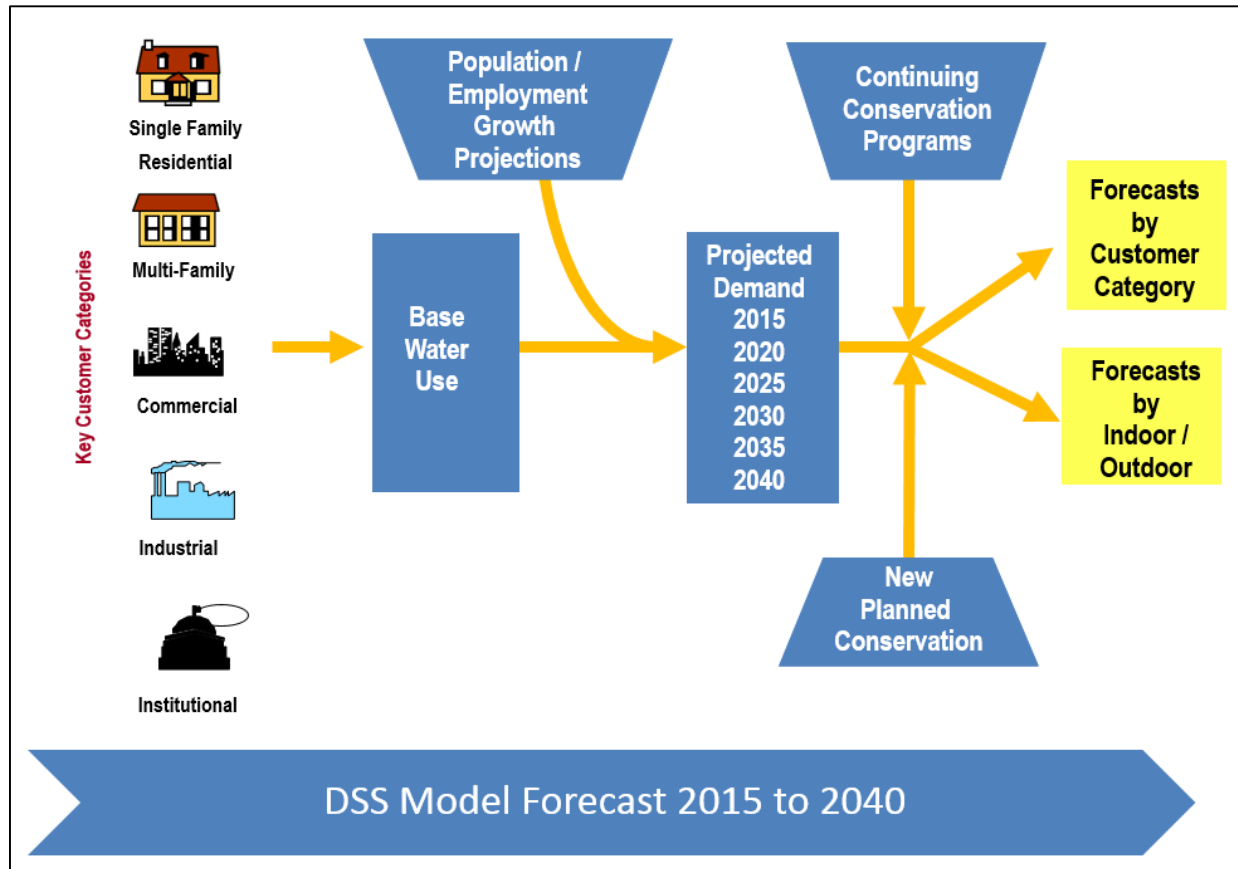 Key Customer Categories
Single Family
Residential
Multi-Family
Commercial
Industrial
Institutional
Population /
Employment
Growth
Projections
Base
Water
Use
Projected
Demand
2015
2020
2025
2030
2035
2040
Continuing
Conservation
Programs
New
Planned
Conservation
Forecasts
by
Customer
Category
Forecasts
by
Indoor /
Outdoor
DSS Model Forecast 2015 to 2040